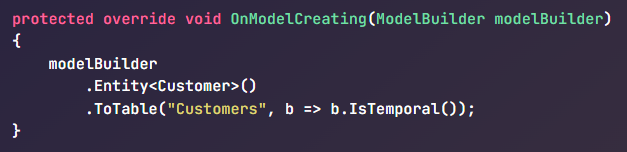 protected override void OnModelCreating(ModelBuilder modelBuilder)
{
    modelBuilder
        .Entity<Customer>()
        .ToTable("Customers", b => b.IsTemporal());
}